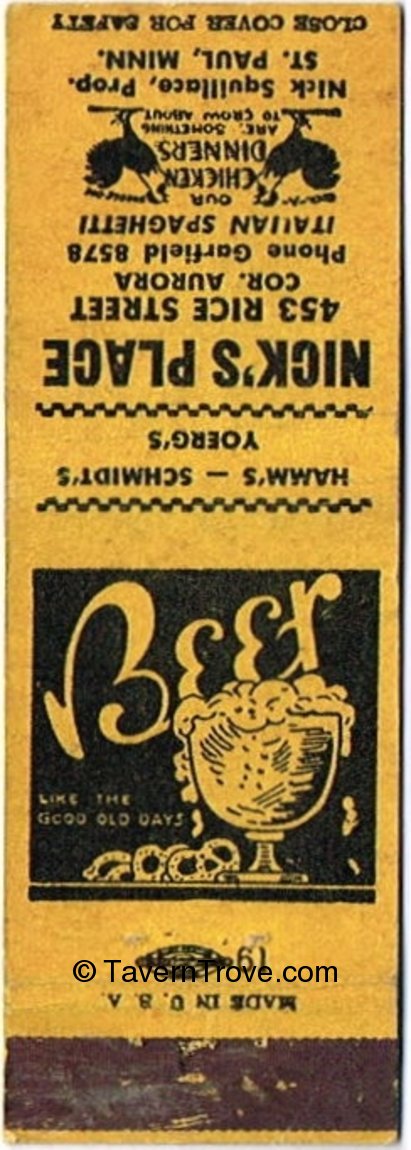 CLOSE COVER FOR SAFETY
ST. PAUL, MINN.
Nick Squillace, Prop.
OUR
CHICKEN
DINNERS
ARE SOMETHING
TO CROW ABOUT
ITALIAN SPAGHETTI
Phone Garfield 8578
COR. AURORA
453 RICE STREET
NICK'S PLACE
YOERG'S
HAMM'S – SCHMIDT'S
Beer
LIKE THE
GOOD OLD DAYS
19
© TavernTrove.com
MADE IN U. S. A.